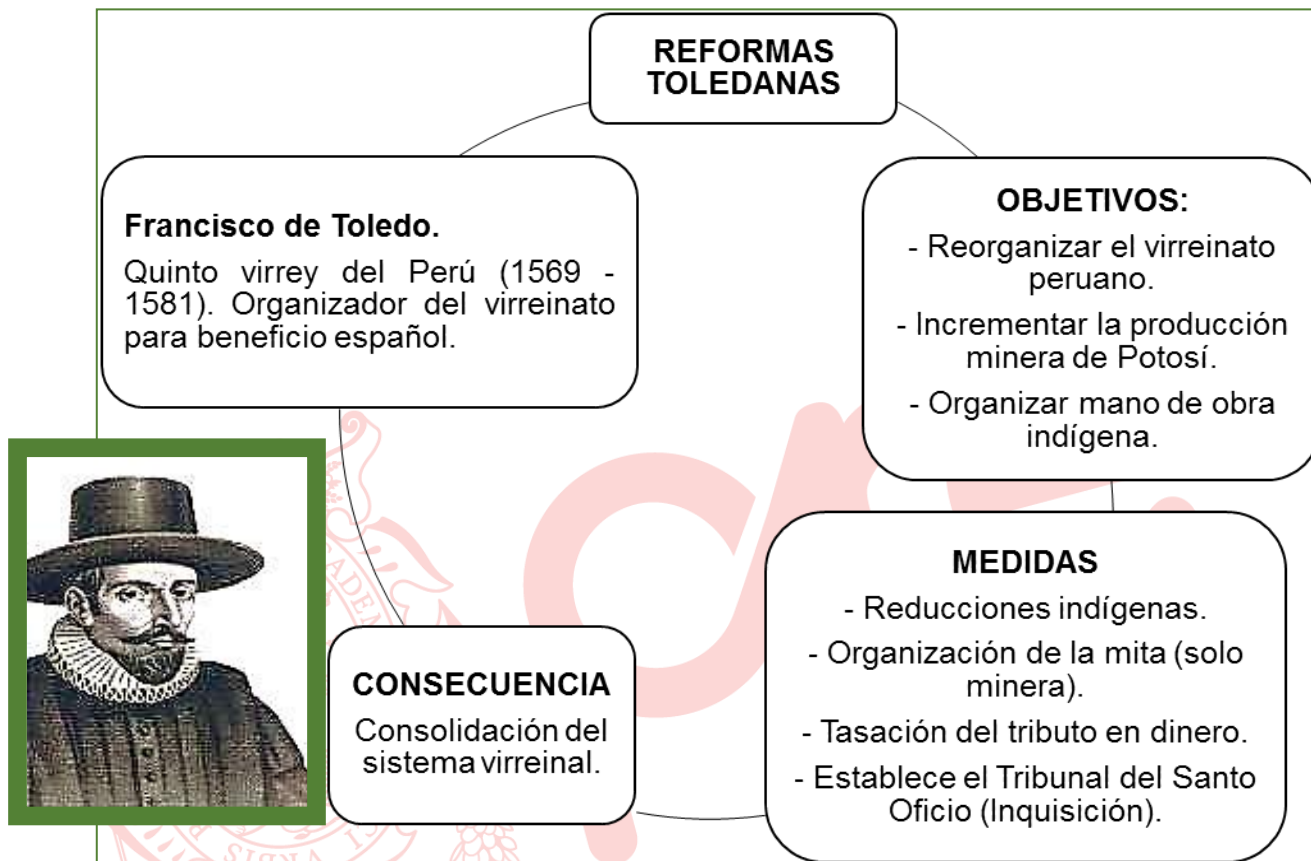 REFORMAS
TOLEDANAS
Francisco de Toledo.
Quinto virrey del Perú (1569 -
1581). Organizador del virreinato
para beneficio español.
OBJETIVOS:
- Reorganizar el virreinato
peruano.
- Incrementar la producción
minera de Potosí.
- Organizar mano de obra
indígena.
MEDIDAS
- Reducciones indígenas.
- Organización de la mita (solo
minera).
- Tasación del tributo en dinero.
- Establece el Tribunal del Santo
Oficio (Inquisición).
CONSECUENCIA
Consolidación del
sistema virreinal.